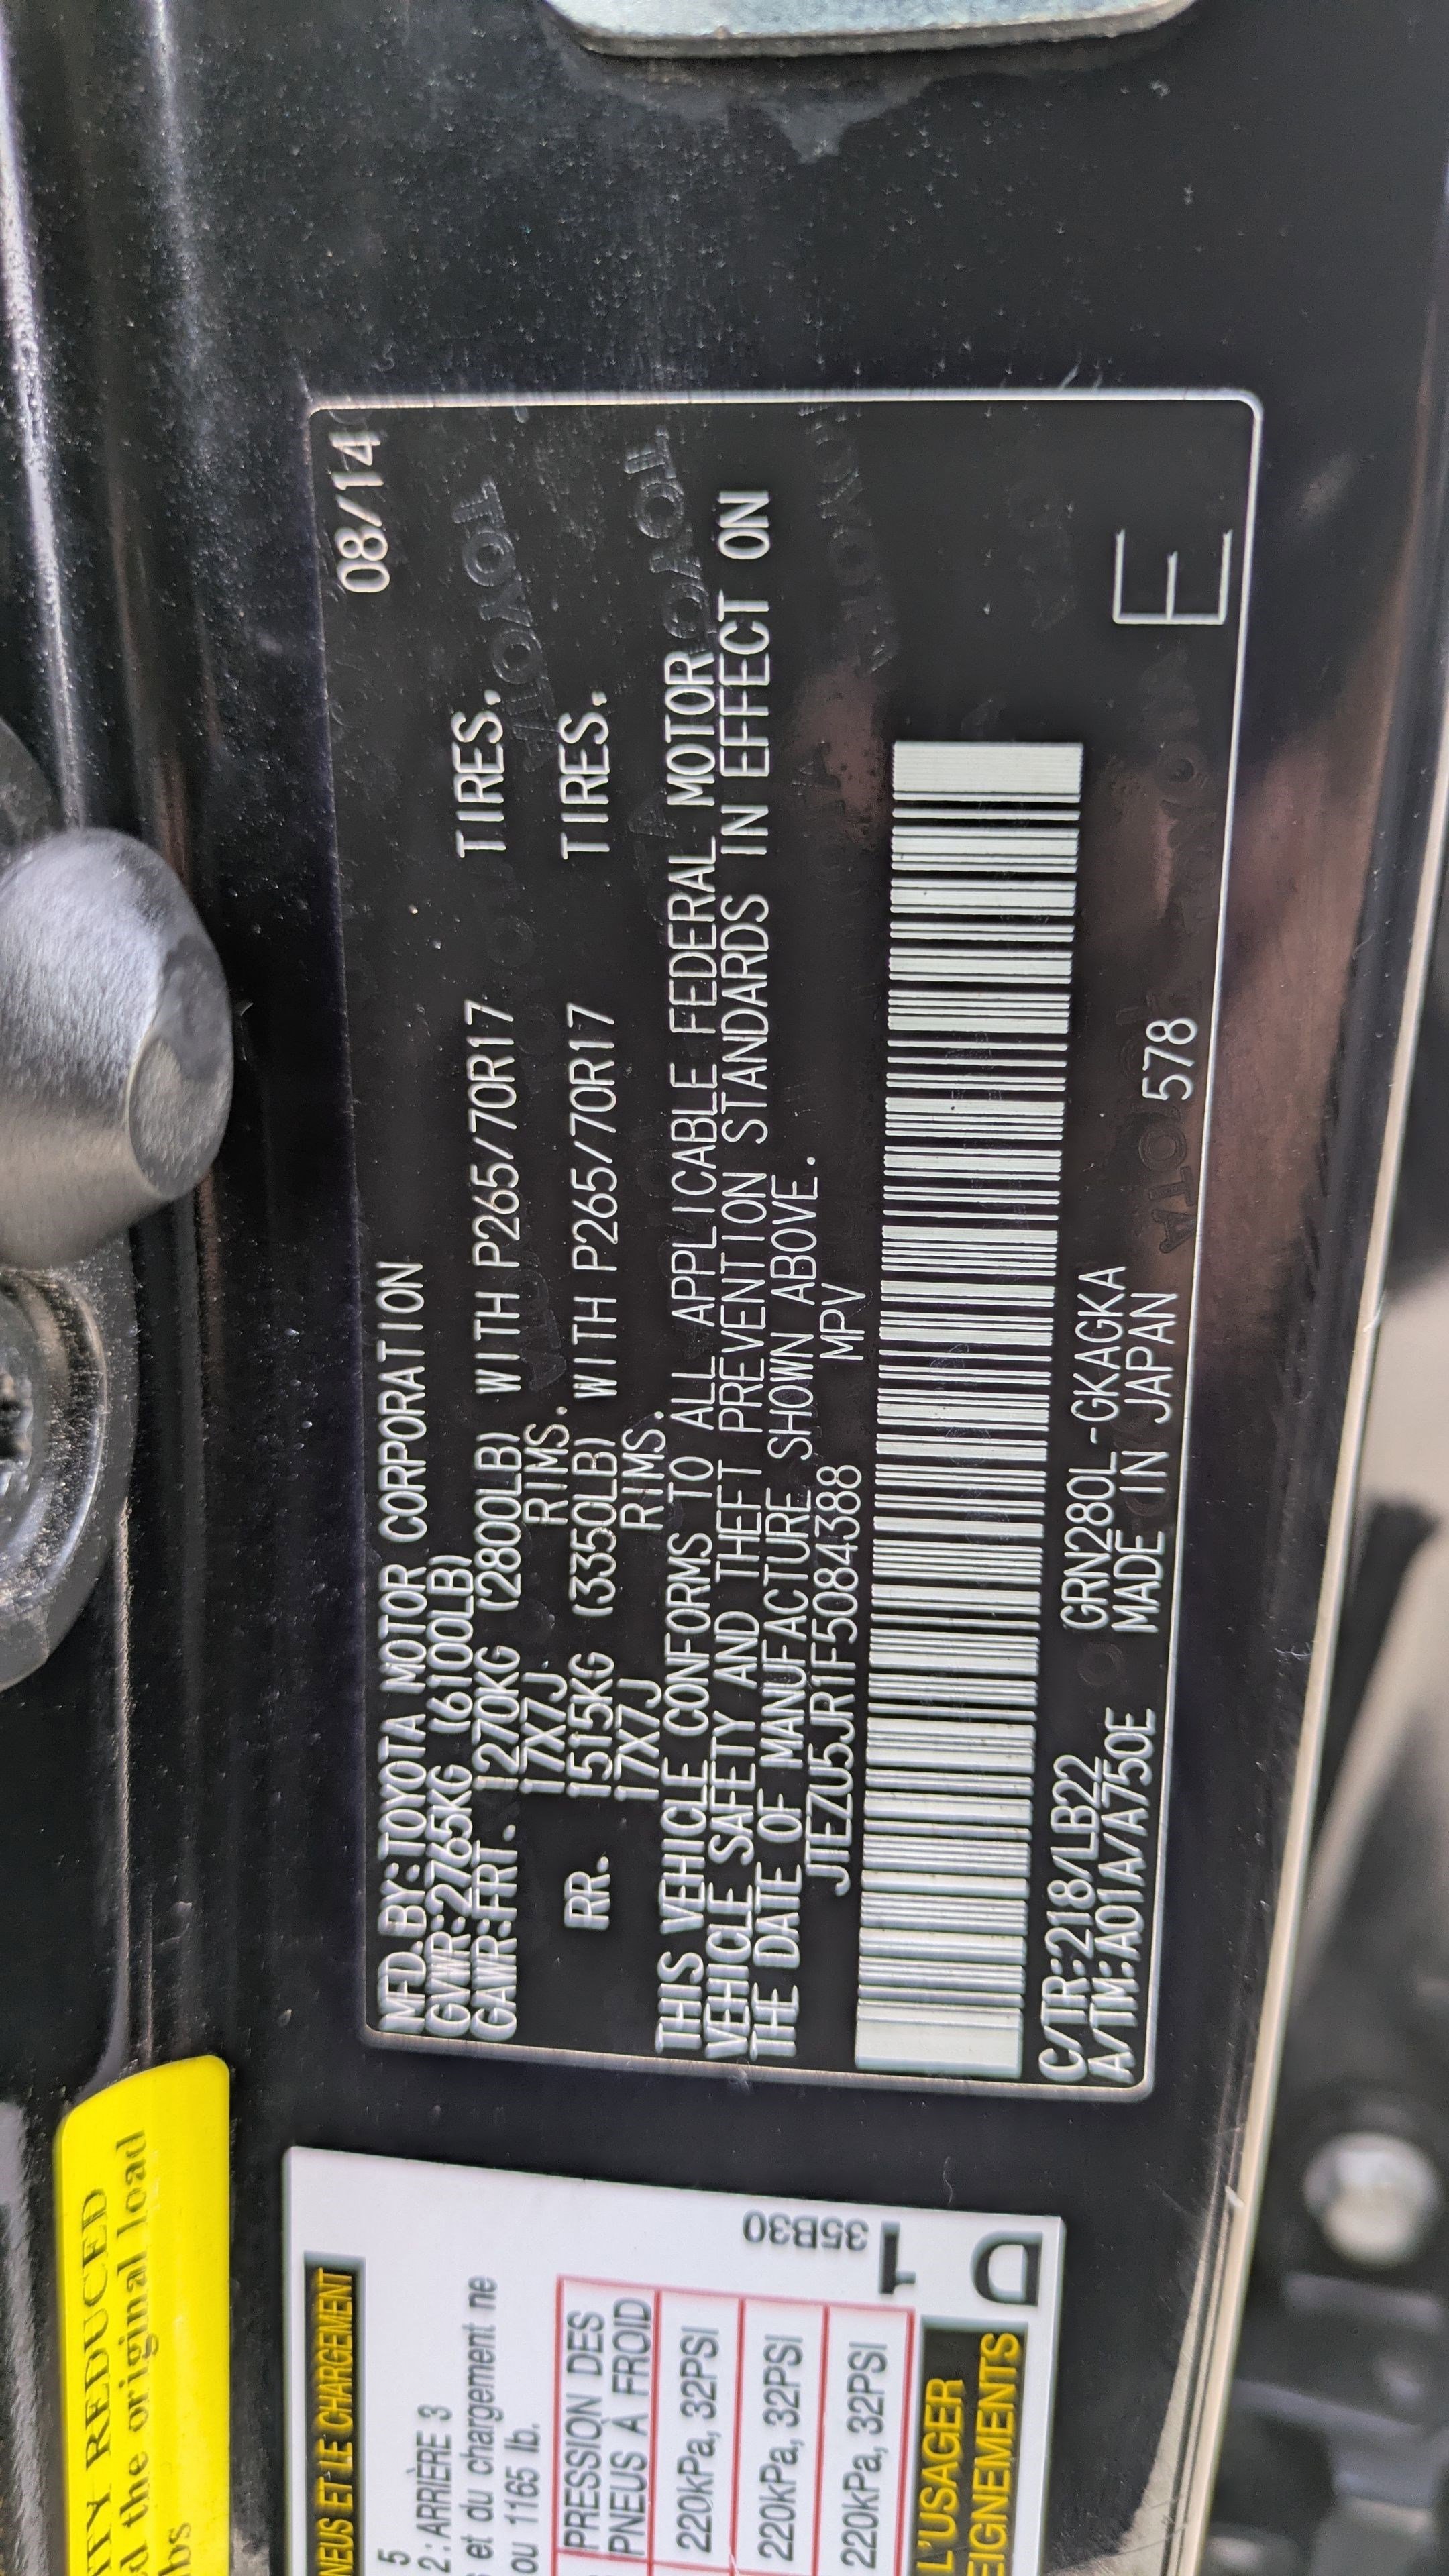 08/14
MFD.BY:TOYOTA MOTOR CORPORATION
GVWR:2765KG (6100LB)
GAWR:FRT. 1270KG (2800LB) WITH P265/70R17 TIRES.
17X7J RIMS.
RR. 1515KG (3350LB) WITH P265/70R17 TIRES.
17X7J RIMS.
THIS VEHICLE CONFORMS TO ALL APPLICABLE FEDERAL MOTOR
VEHICLE SAFETY AND THEFT PREVENTION STANDARDS IN EFFECT ON
THE DATE OF MANUFACTURE SHOWN ABOVE.
JTEZU5JR1F5084388 MPV
C/TR:218/LB22 GRN280L-GKAGKA
A/TM:A01A/A750E MADE IN JAPAN 578
E
REDUCED
the original load
ET LE CHARGEMENT
5
2 : ARRIÈRE 3
et du chargement ne
ou 1165 lb.
PRESSION DES
PNEUS À FROID
220kPa, 32PSI
220kPa, 32PSI
220kPa, 32PSI
L'USAGER
35B30